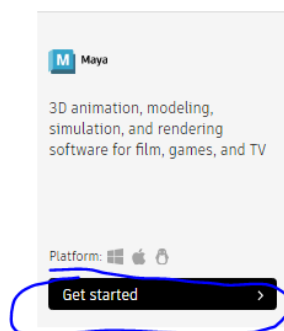 M Maya
3D animation, modeling,
simulation, and rendering
software for film, games, and TV
Platform:
Get started >